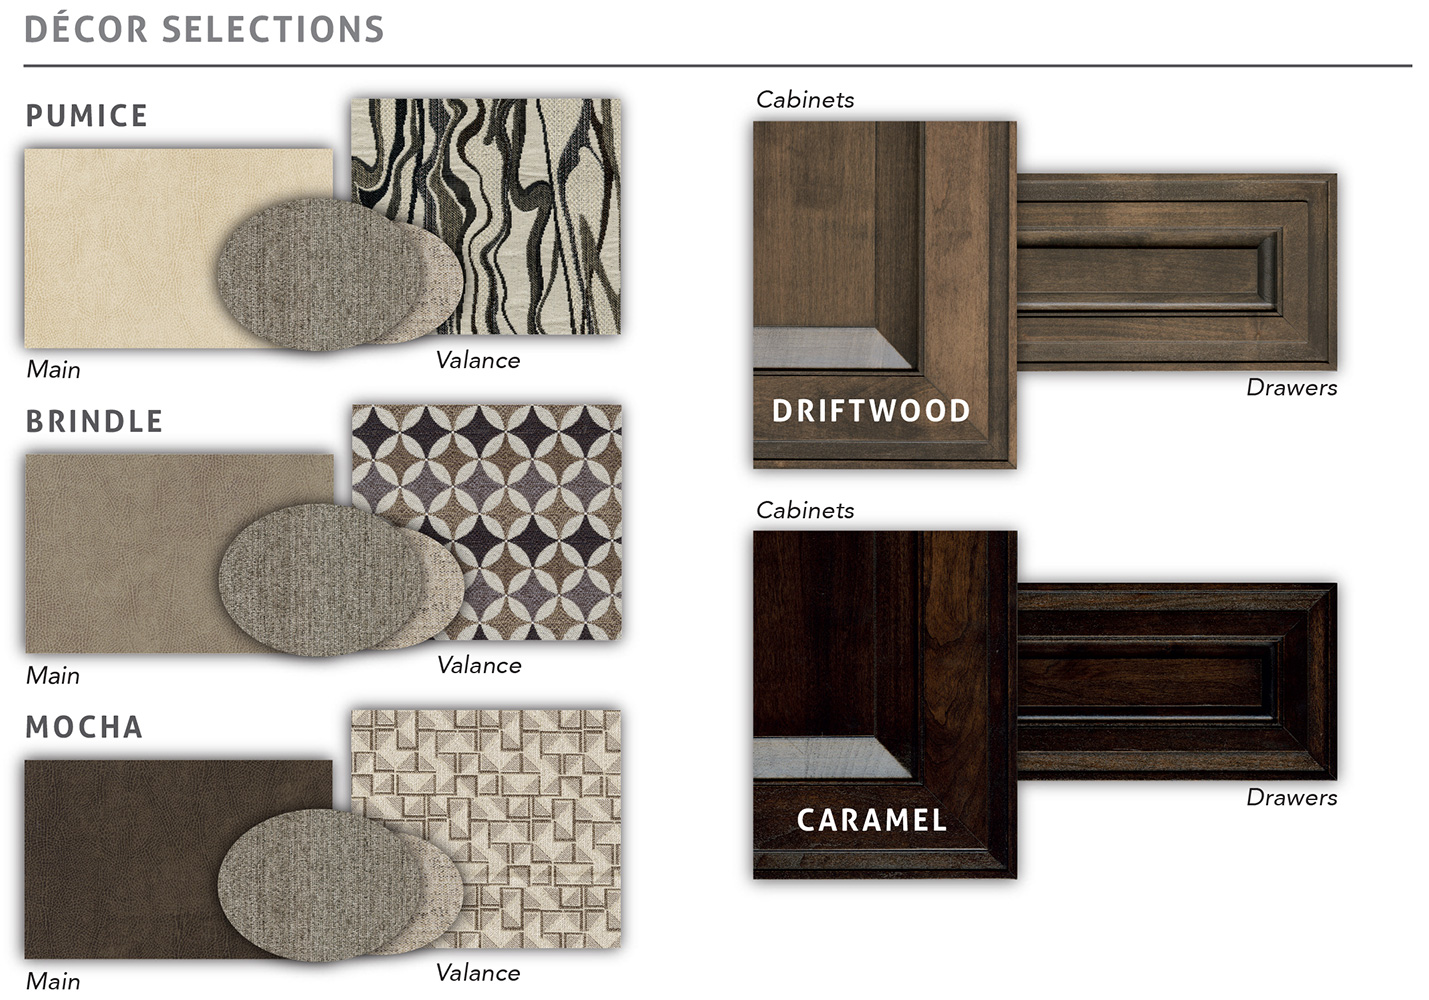 DÉCOR SELECTIONS
PUMICE
Main
Valance
BRINDLE
Main
Valance
MOCHA
Main
Valance
Cabinets
DRIFTWOOD
Drawers
Cabinets
CARAMEL
Drawers